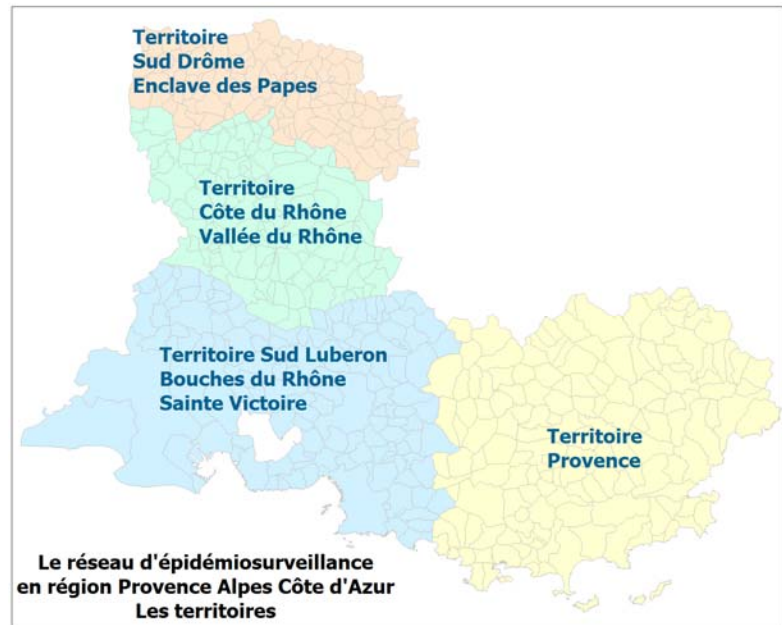 Territoire
Sud Drôme
Enclave des Papes
Territoire
Côte du Rhône
Vallée du Rhône
Territoire Sud Luberon
Bouches du Rhône
Sainte Victoire
Territoire
Provence
Le réseau d'épidémiosurveillance
en région Provence Alpes Côte d'Azur
Les territoires